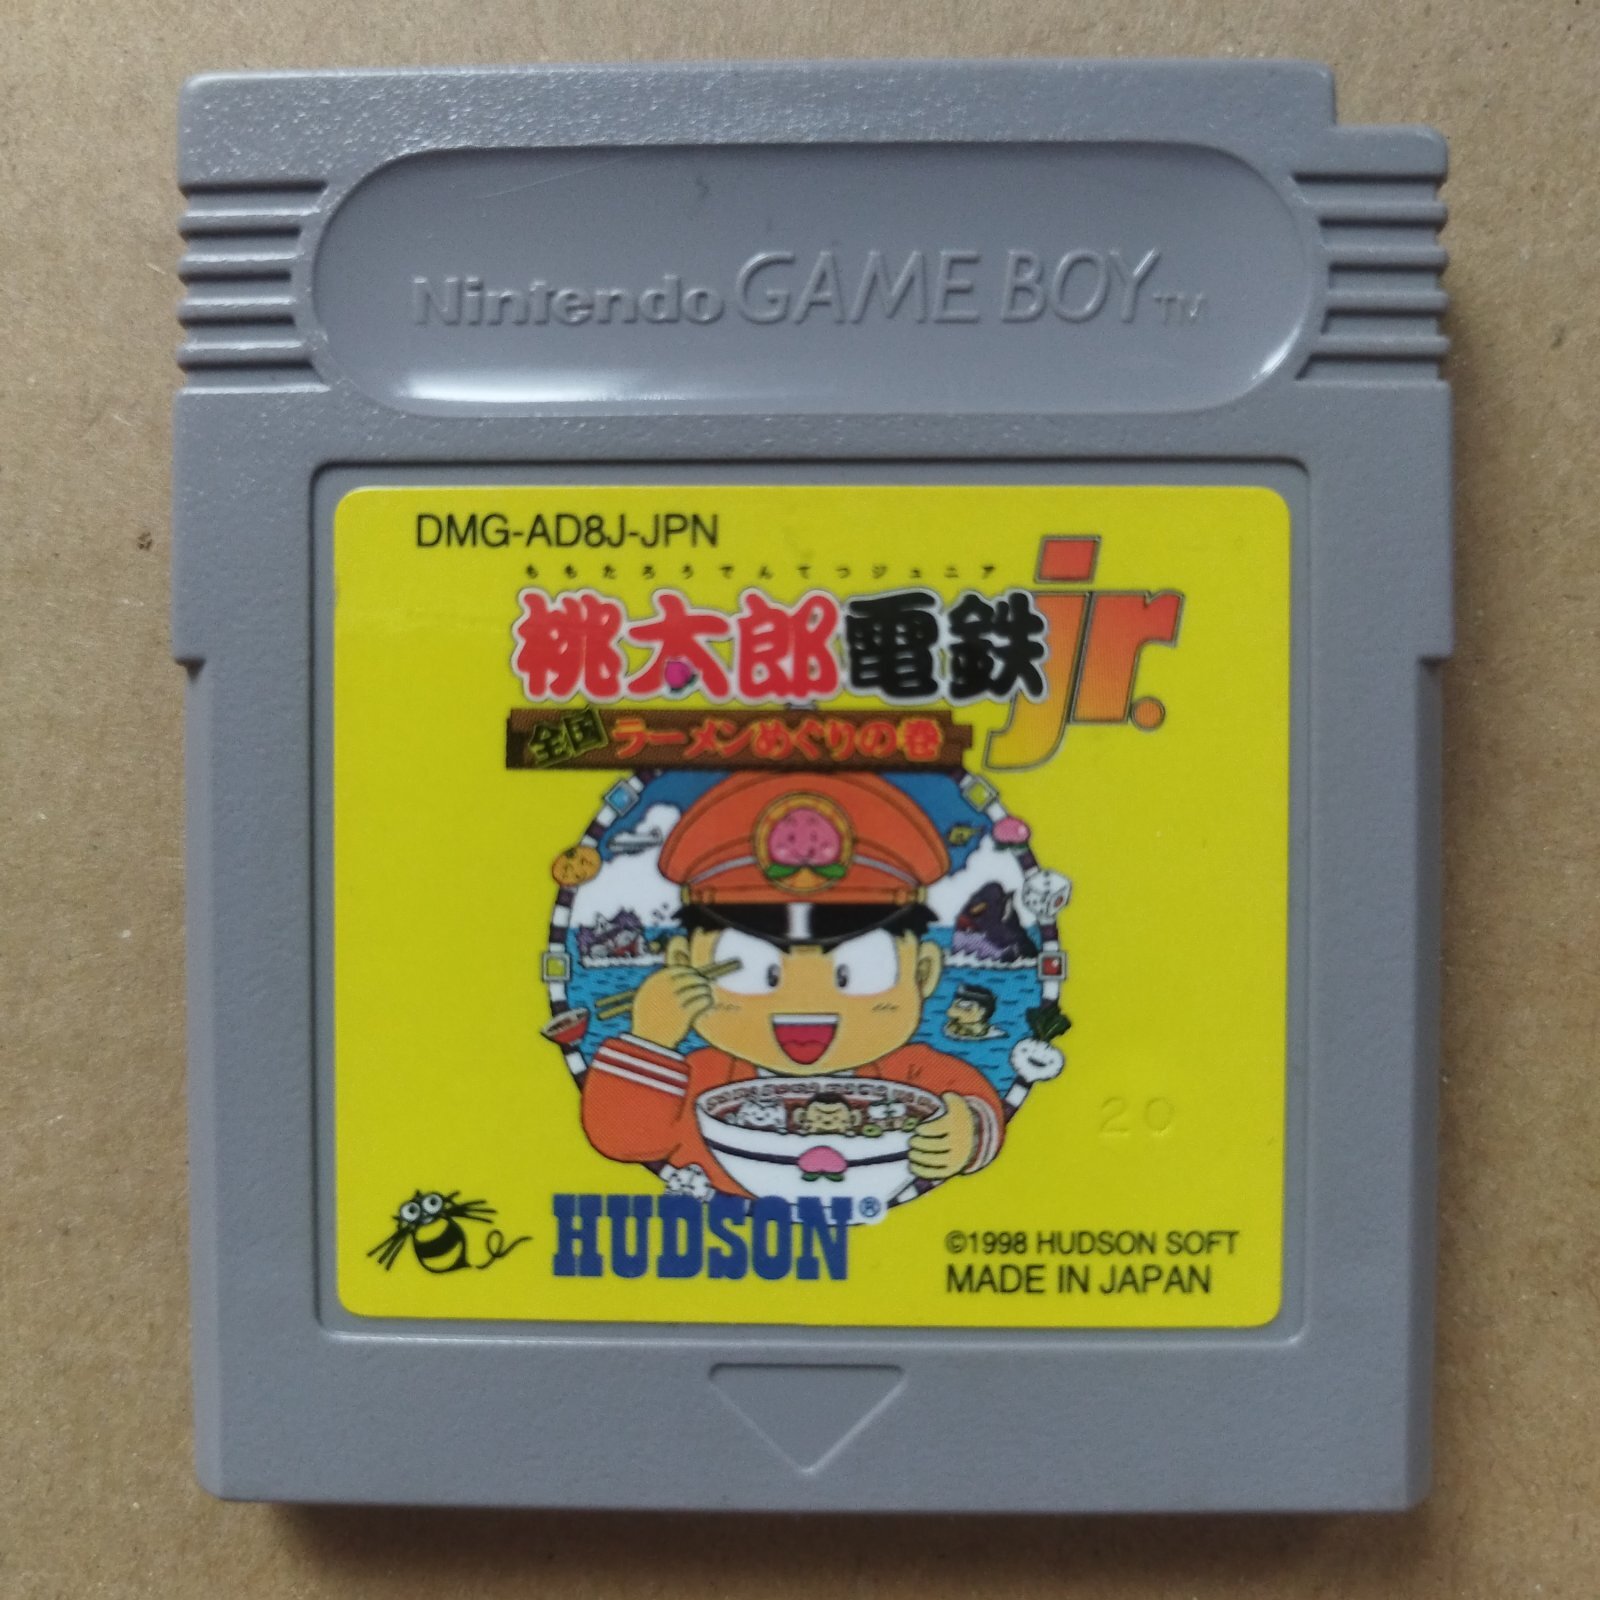 Nintendo GAME BOY TM
DMG-AD8J-JPN
ももたろうでんてつジュニア
桃太郎電鉄jr.
全国ラーメンめぐりの巻
20
HUDSON®
©1998 HUDSON SOFT
MADE IN JAPAN